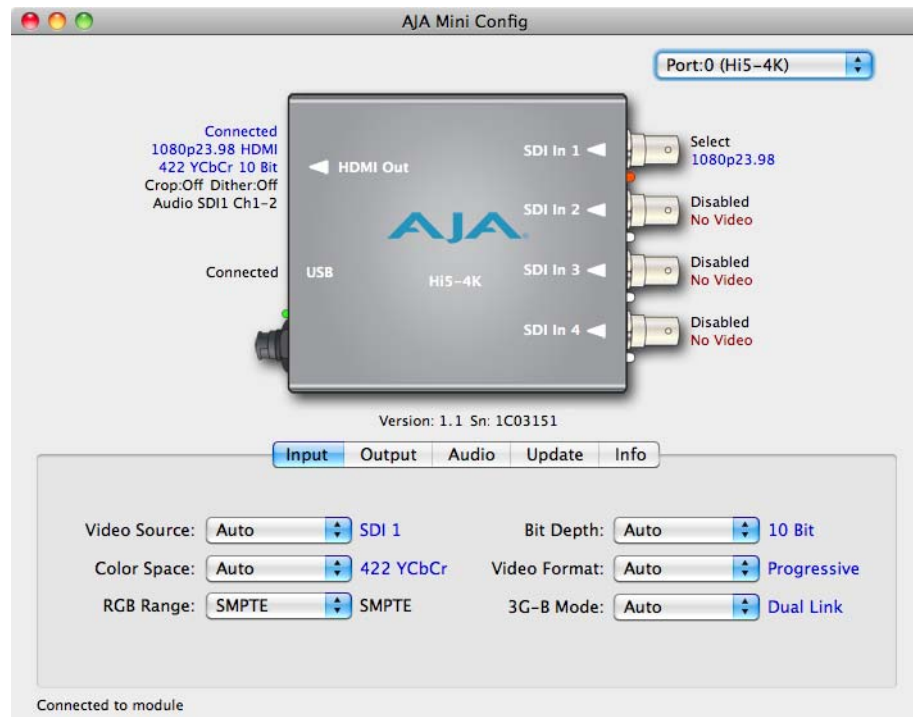 AJA Mini Config
Port:0 (Hi5-4K)
Connected
1080p23.98 HDMI
422 YCbCr 10 Bit
Crop:Off Dither:Off
Audio SDI1 Ch1-2
Connected
HDMI Out
USB
AJA
Hi5-4K
SDI In 1
SDI In 2
SDI In 3
SDI In 4
Select
1080p23.98
Disabled
No Video
Disabled
No Video
Disabled
No Video
Version: 1.1 Sn: 1C03151
Input Output Audio Update Info
Video Source: Auto SDI 1 Bit Depth: Auto 10 Bit
Color Space: Auto 422 YCbCr Video Format: Auto Progressive
RGB Range: SMPTE SMPTE 3G-B Mode: Auto Dual Link
Connected to module